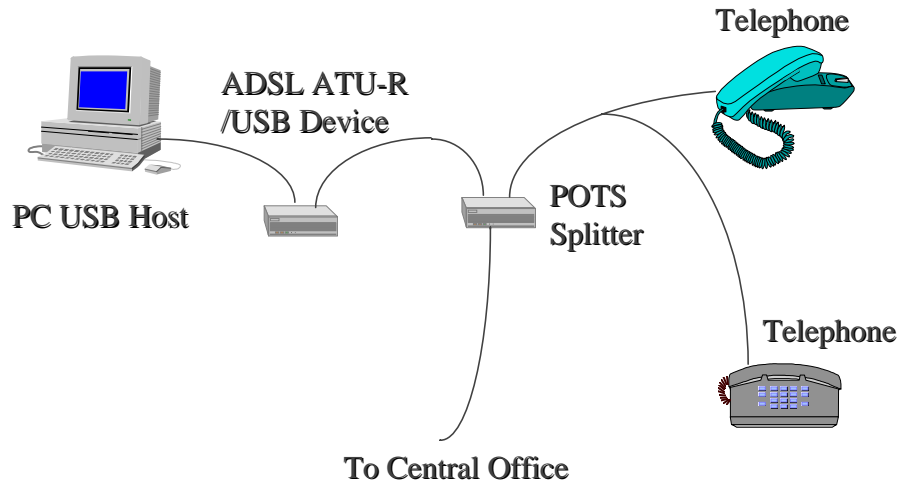 Telephone
ADSL ATU-R
/USB Device
PC USB Host
POTS
Splitter
Telephone
To Central Office